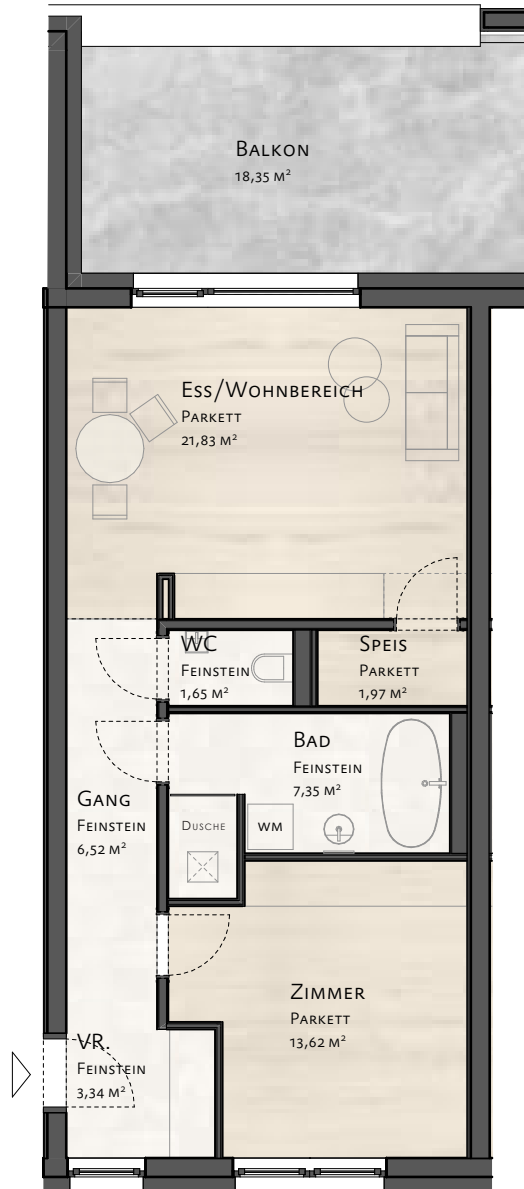 Balkon
18,35 m²
Ess/Wohnbereich
Parkett
21,83 m²
WC
Feinstein
1,65 m²
Speis
Parkett
1,97 m²
Bad
Feinstein
7,35 m²
Gang
Feinstein
6,52 m²
Dusche
WM
Zimmer
Parkett
13,62 m²
VR.
Feinstein
3,34 m²